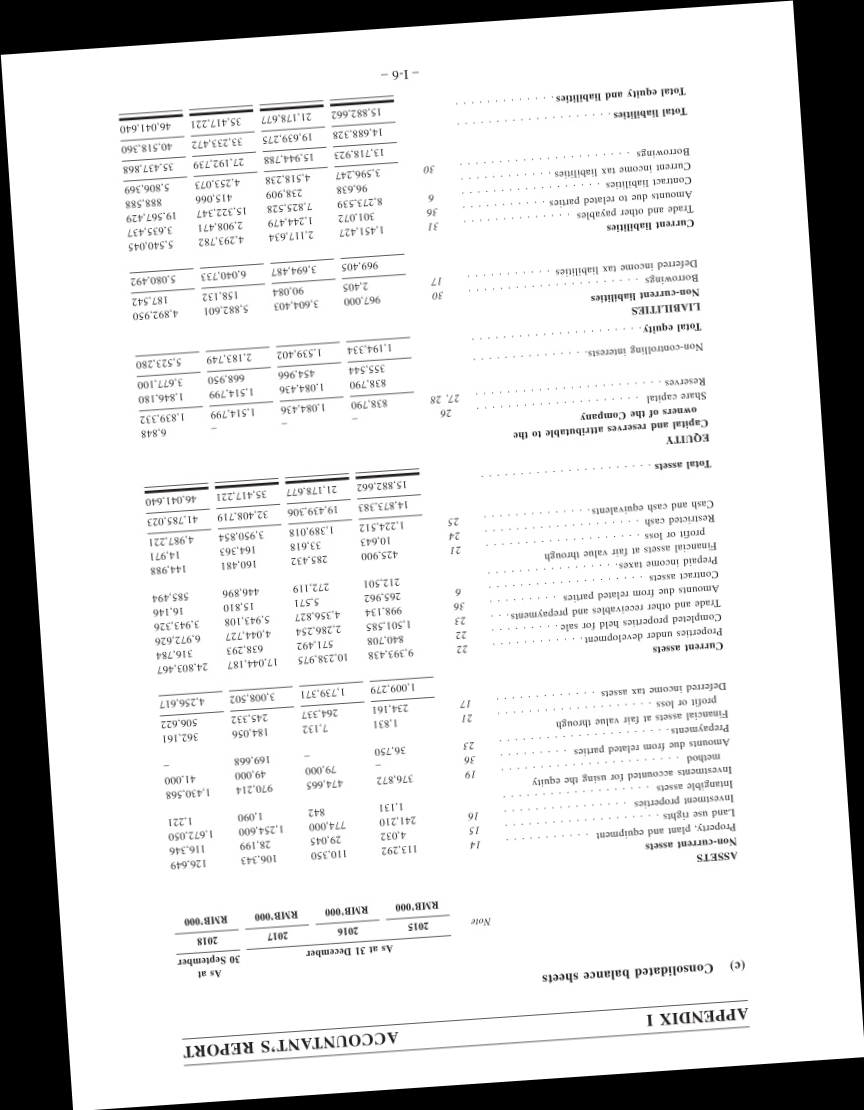 APPENDIX I ACCOUNTANT'S REPORT
(c) Consolidated balance sheets
As at 31 December As at 30 September
Note 2015 2016 2017 2018
RMB'000 RMB'000 RMB'000 RMB'000
ASSETS
Non-current assets
Property, plant and equipment 14 113,292 110,350 106,343 126,649
Land use rights 15 4,032 29,045 28,199 116,346
Investment properties 16 241,210 774,000 1,254,600 1,672,050
Intangible assets 1,131 842 1,090 1,221
Investments accounted for using the equity
method 19 376,872 474,665 970,214 1,430,568
Amounts due from related parties 36 – 79,000 49,000 41,000
Prepayments 23 36,750 – 169,668 –
Financial assets at fair value through
profit or loss 21 1,831 7,132 184,056 362,161
Deferred income tax assets 17 234,161 264,337 245,332 506,622
1,009,279 1,739,371 3,008,502 4,256,617
Current assets
Properties under development 22 9,393,438 10,238,975 17,044,187 24,803,467
Completed properties held for sale 22 840,708 571,492 638,293 316,784
Trade and other receivables and prepayments 23 1,501,585 2,286,254 4,044,727 6,972,626
Amounts due from related parties 36 998,134 4,356,827 5,943,108 3,943,326
Contract assets 6 265,962 5,571 15,810 16,146
Prepaid income taxes 212,501 272,119 446,896 585,494
Financial assets at fair value through
profit or loss 21 425,900 285,432 160,481 144,988
Restricted cash 24 10,643 33,618 164,363 14,971
Cash and cash equivalents 25 1,224,512 1,389,018 3,950,854 4,987,221
14,873,383 19,439,306 32,408,719 41,785,023
Total assets 15,882,662 21,178,677 35,417,221 46,041,640
EQUITY
Capital and reserves attributable to the
owners of the Company
Share capital 26 – – – 6,848
Reserves 27, 28 838,790 1,084,436 1,514,799 1,839,332
838,790 1,084,436 1,514,799 1,846,180
Non-controlling interests 355,544 454,966 668,950 3,677,100
Total equity 1,194,334 1,539,402 2,183,749 5,523,280
LIABILITIES
Non-current liabilities
Borrowings 30 967,000 3,604,403 5,882,601 4,892,950
Deferred income tax liabilities 17 2,405 90,084 158,132 187,542
969,405 3,694,487 6,040,733 5,080,492
Current liabilities
Trade and other payables 31 1,451,427 2,117,634 4,293,782 5,540,045
Amounts due to related parties 36 301,072 1,244,479 2,908,471 3,635,437
Contract liabilities 6 8,273,539 7,825,528 15,322,347 19,567,429
Current income tax liabilities 96,638 238,909 415,066 888,588
Borrowings 30 3,596,247 4,518,238 4,253,073 5,806,369
13,718,923 15,944,788 27,192,739 35,437,868
Total liabilities 14,688,328 19,639,275 33,233,472 40,518,360
Total equity and liabilities 15,882,662 21,178,677 35,417,221 46,041,640
– I-6 –